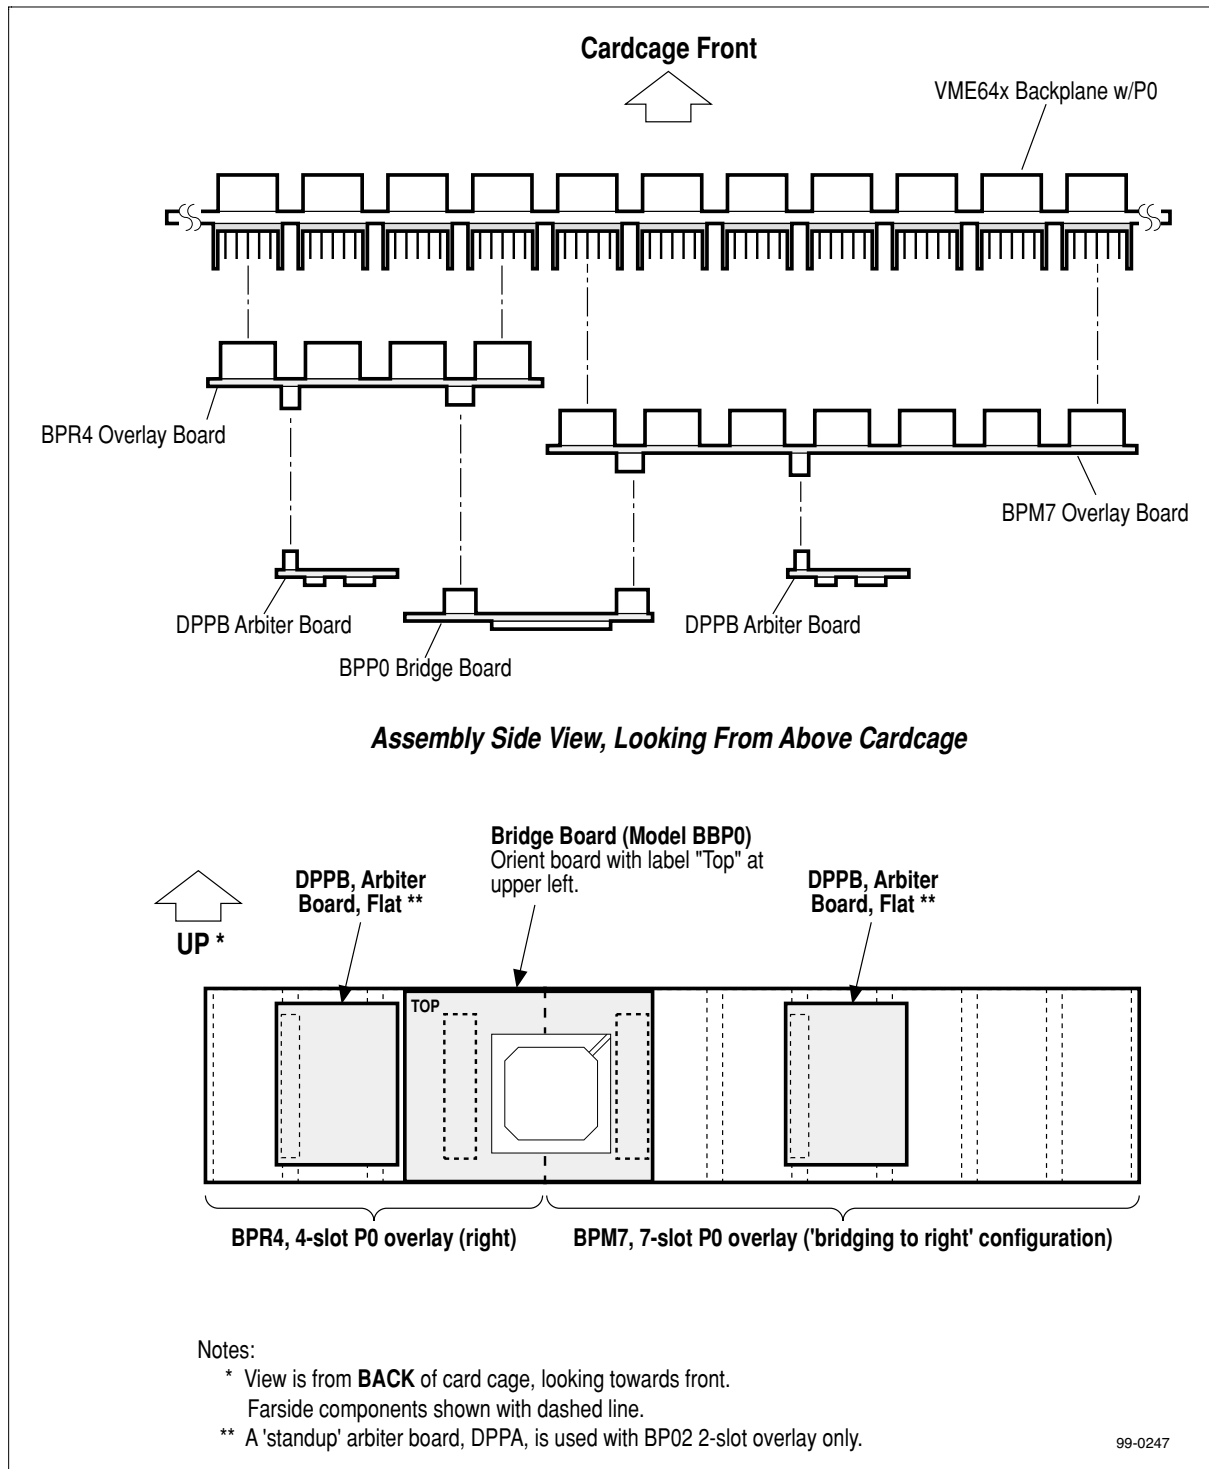 Cardcage Front
VME64x Backplane w/P0
BPR4 Overlay Board
BPM7 Overlay Board
DPPB Arbiter Board
DPPB Arbiter Board
BPP0 Bridge Board
Assembly Side View, Looking From Above Cardcage
Bridge Board (Model BBP0)
Orient board with label "Top" at
upper left.
DPPB, Arbiter
Board, Flat **
DPPB, Arbiter
Board, Flat **
UP *
TOP
BPR4, 4-slot P0 overlay (right)
BPM7, 7-slot P0 overlay ('bridging to right' configuration)
Notes:
* View is from BACK of card cage, looking towards front.
Farside components shown with dashed line.
** A 'standup' arbiter board, DPPA, is used with BP02 2-slot overlay only.
99-0247